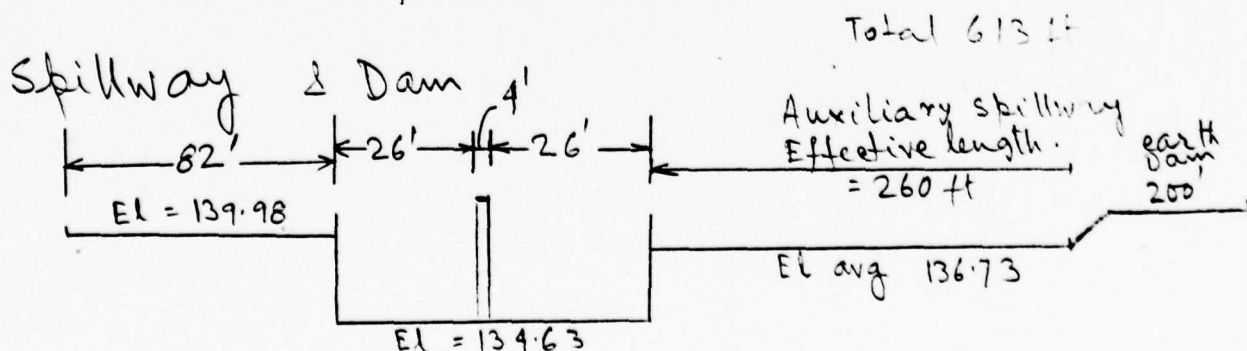 Total 613 ft
Spillway & Dam
4'
82'
26'
26'
Auxiliary spillway
Effective length.
= 260 ft
earth
Dam
200'
El = 139.98
El avg 136.73
El = 134.63